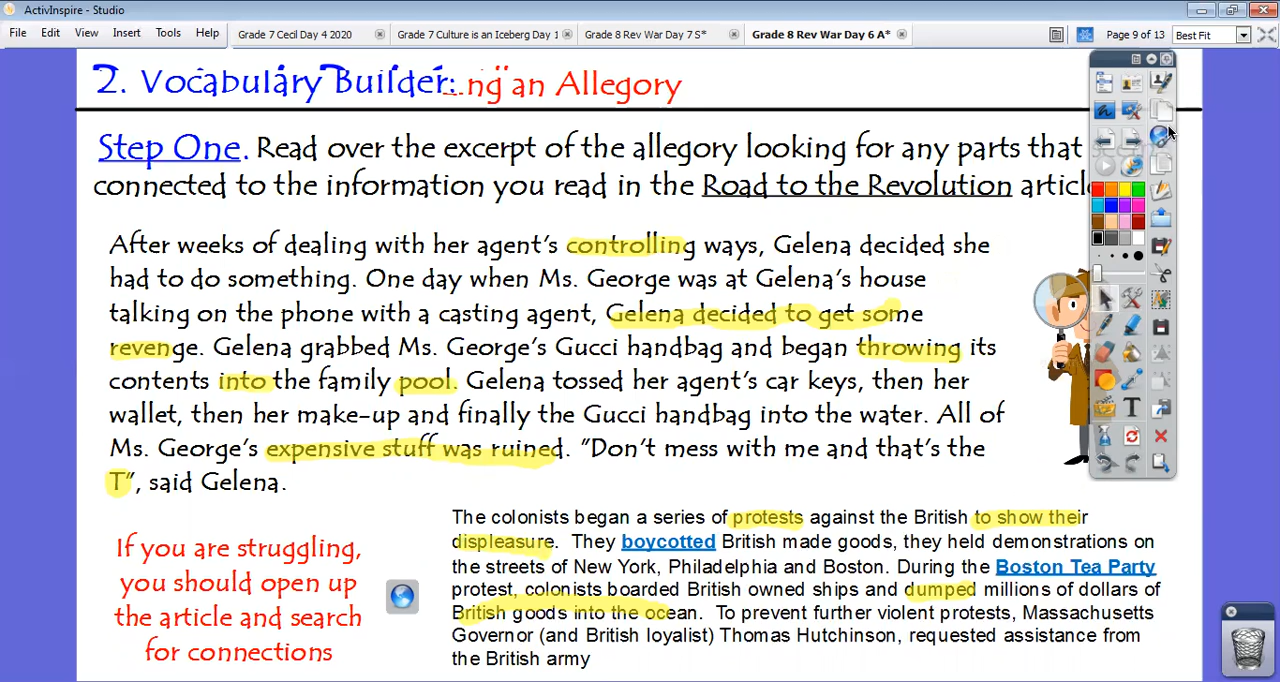 ActivInspire - Studio
File Edit View Insert Tools Help
Grade 7 Cecil Day 4 2020
Grade 7 Culture is an Iceberg Day 1
Grade 8 Rev War Day 7 S*
Grade 8 Rev War Day 6 A*
Page 9 of 13
Best Fit
2. Vocabulary Builder: ng an Allegory
Step One. Read over the excerpt of the allegory looking for any parts that
connected to the information you read in the Road to the Revolution articl
After weeks of dealing with her agent's controlling ways, Gelena decided she
had to do something. One day when Ms. George was at Gelena's house
talking on the phone with a casting agent, Gelena decided to get some
revenge. Gelena grabbed Ms. George's Gucci handbag and began throwing its
contents into the family pool. Gelena tossed her agent's car keys, then her
wallet, then her make-up and finally the Gucci handbag into the water. All of
Ms. George's expensive stuff was ruined. "Don't mess with me and that's the
T", said Gelena.
If you are struggling,
you should open up
the article and search
for connections
The colonists began a series of protests against the British to show their
displeasure. They boycotted British made goods, they held demonstrations on
the streets of New York, Philadelphia and Boston. During the Boston Tea Party
protest, colonists boarded British owned ships and dumped millions of dollars of
British goods into the ocean. To prevent further violent protests, Massachusetts
Governor (and British loyalist) Thomas Hutchinson, requested assistance from
the British army